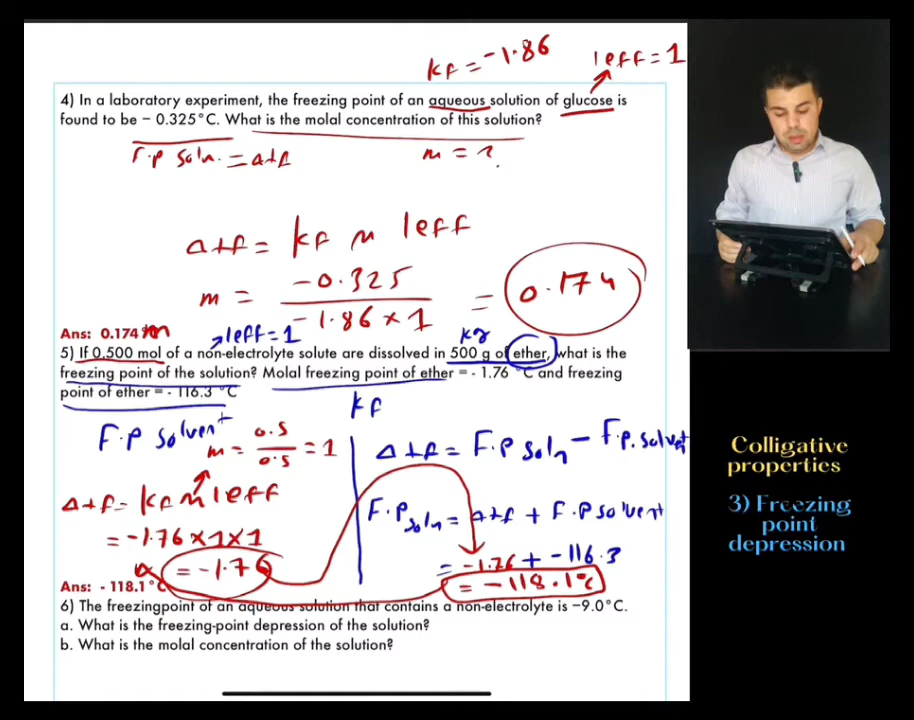 kf = -1.86 ieff = 1
4) In a laboratory experiment, the freezing point of an aqueous solution of glucose is
found to be − 0.325°C. What is the molal concentration of this solution?
F.p soln. = Δtf m = ?
Δtf = kf m ieff
m = -0.325 / -1.86 × 1 = 0.174
Ans: 0.174 m
ieff = 1 kg
5) If 0.500 mol of a non-electrolyte solute are dissolved in 500 g of ether, what is the
freezing point of the solution? Molal freezing point of ether = - 1.76 °C and freezing
point of ether = - 116.3 °C
kf
F.P solvent
m = 0.5 / 0.5 = 1
Δtf = kf m ieff
= -1.76 × 1 × 1
= -1.76
Δtf = F.P soln - F.P. solvent
F.P soln = Δtf + F.P solvent
= -1.76 + -116.3
= -118.1°C
Ans: - 118.1°C
6) The freezingpoint of an aqueous solution that contains a non-electrolyte is −9.0°C.
a. What is the freezing-point depression of the solution?
b. What is the molal concentration of the solution?
Colligative
properties
3) Freezing
point
depression